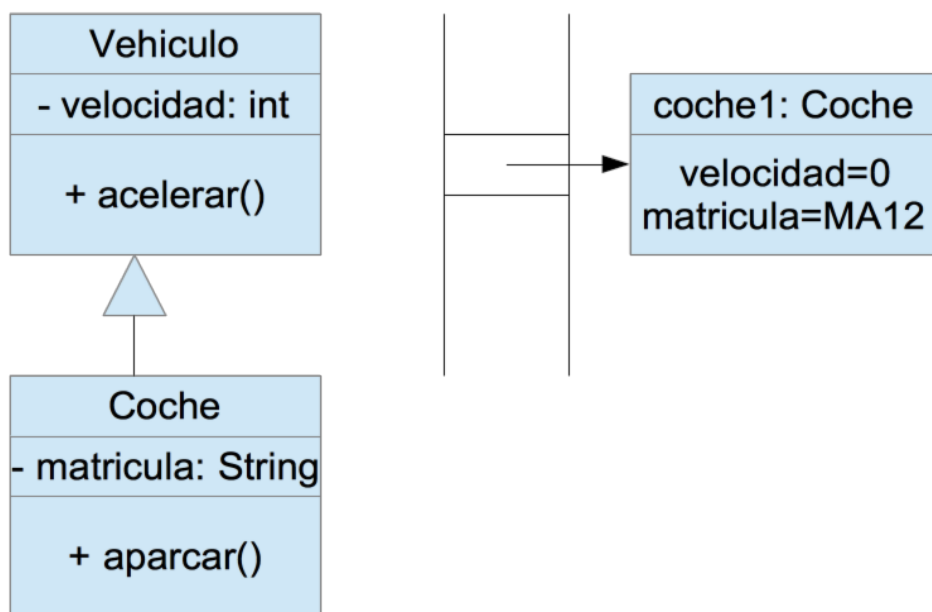 Vehiculo
- velocidad: int
+ acelerar()
Coche
- matricula: String
+ aparcar()
coche1: Coche
velocidad=0
matricula=MA12